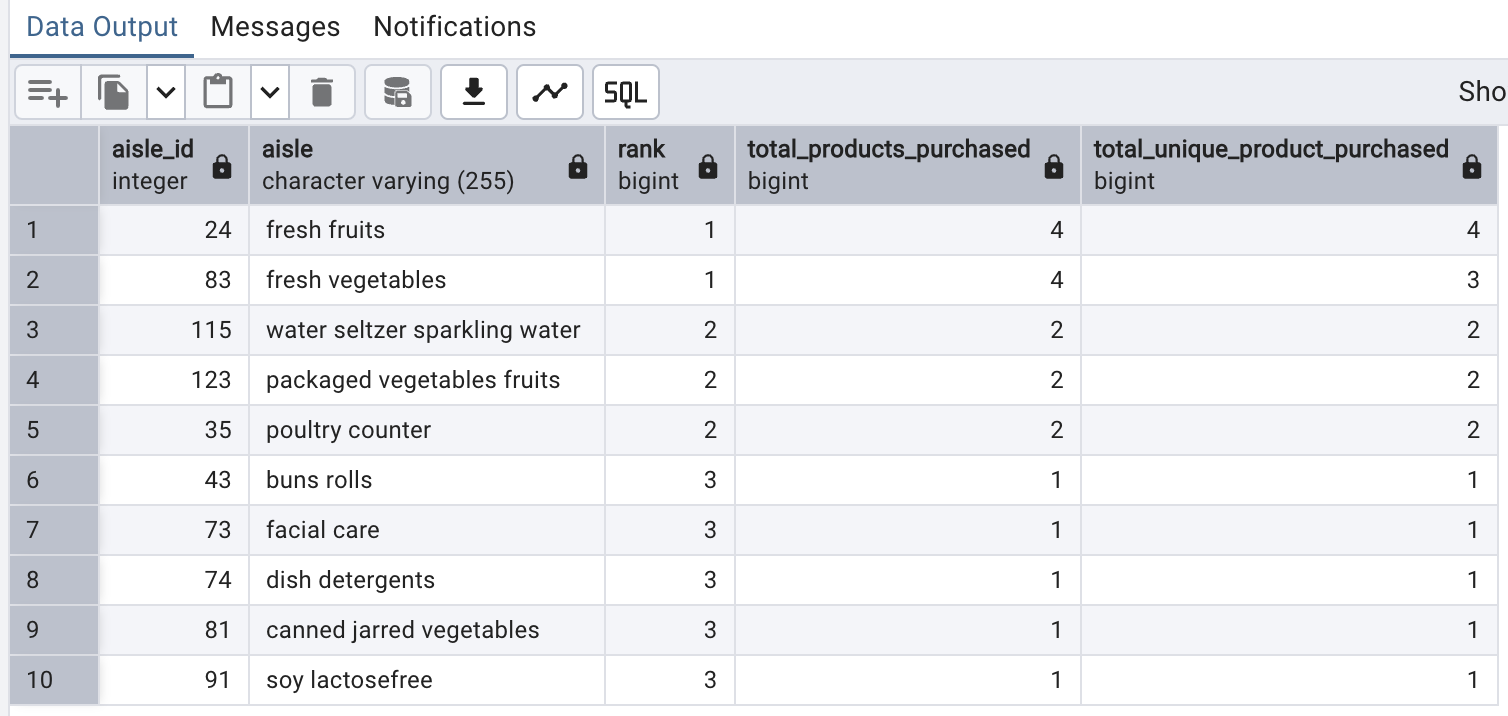 Data Output Messages Notifications
SQL Sho
aisle_id rank total_products_purchased total_unique_product_purchased aisle
integer character varying (255) bigint bigint bigint
1 24 fresh fruits 1 4 4
2 83 fresh vegetables 1 4 3
3 115 water seltzer sparkling water 2 2 2
4 123 packaged vegetables fruits 2 2 2
5 35 poultry counter 2 2 2
6 43 buns rolls 3 1 1
7 73 facial care 3 1 1
8 74 dish detergents 3 1 1
9 81 canned jarred vegetables 3 1 1
10 91 soy lactosefree 3 1 1